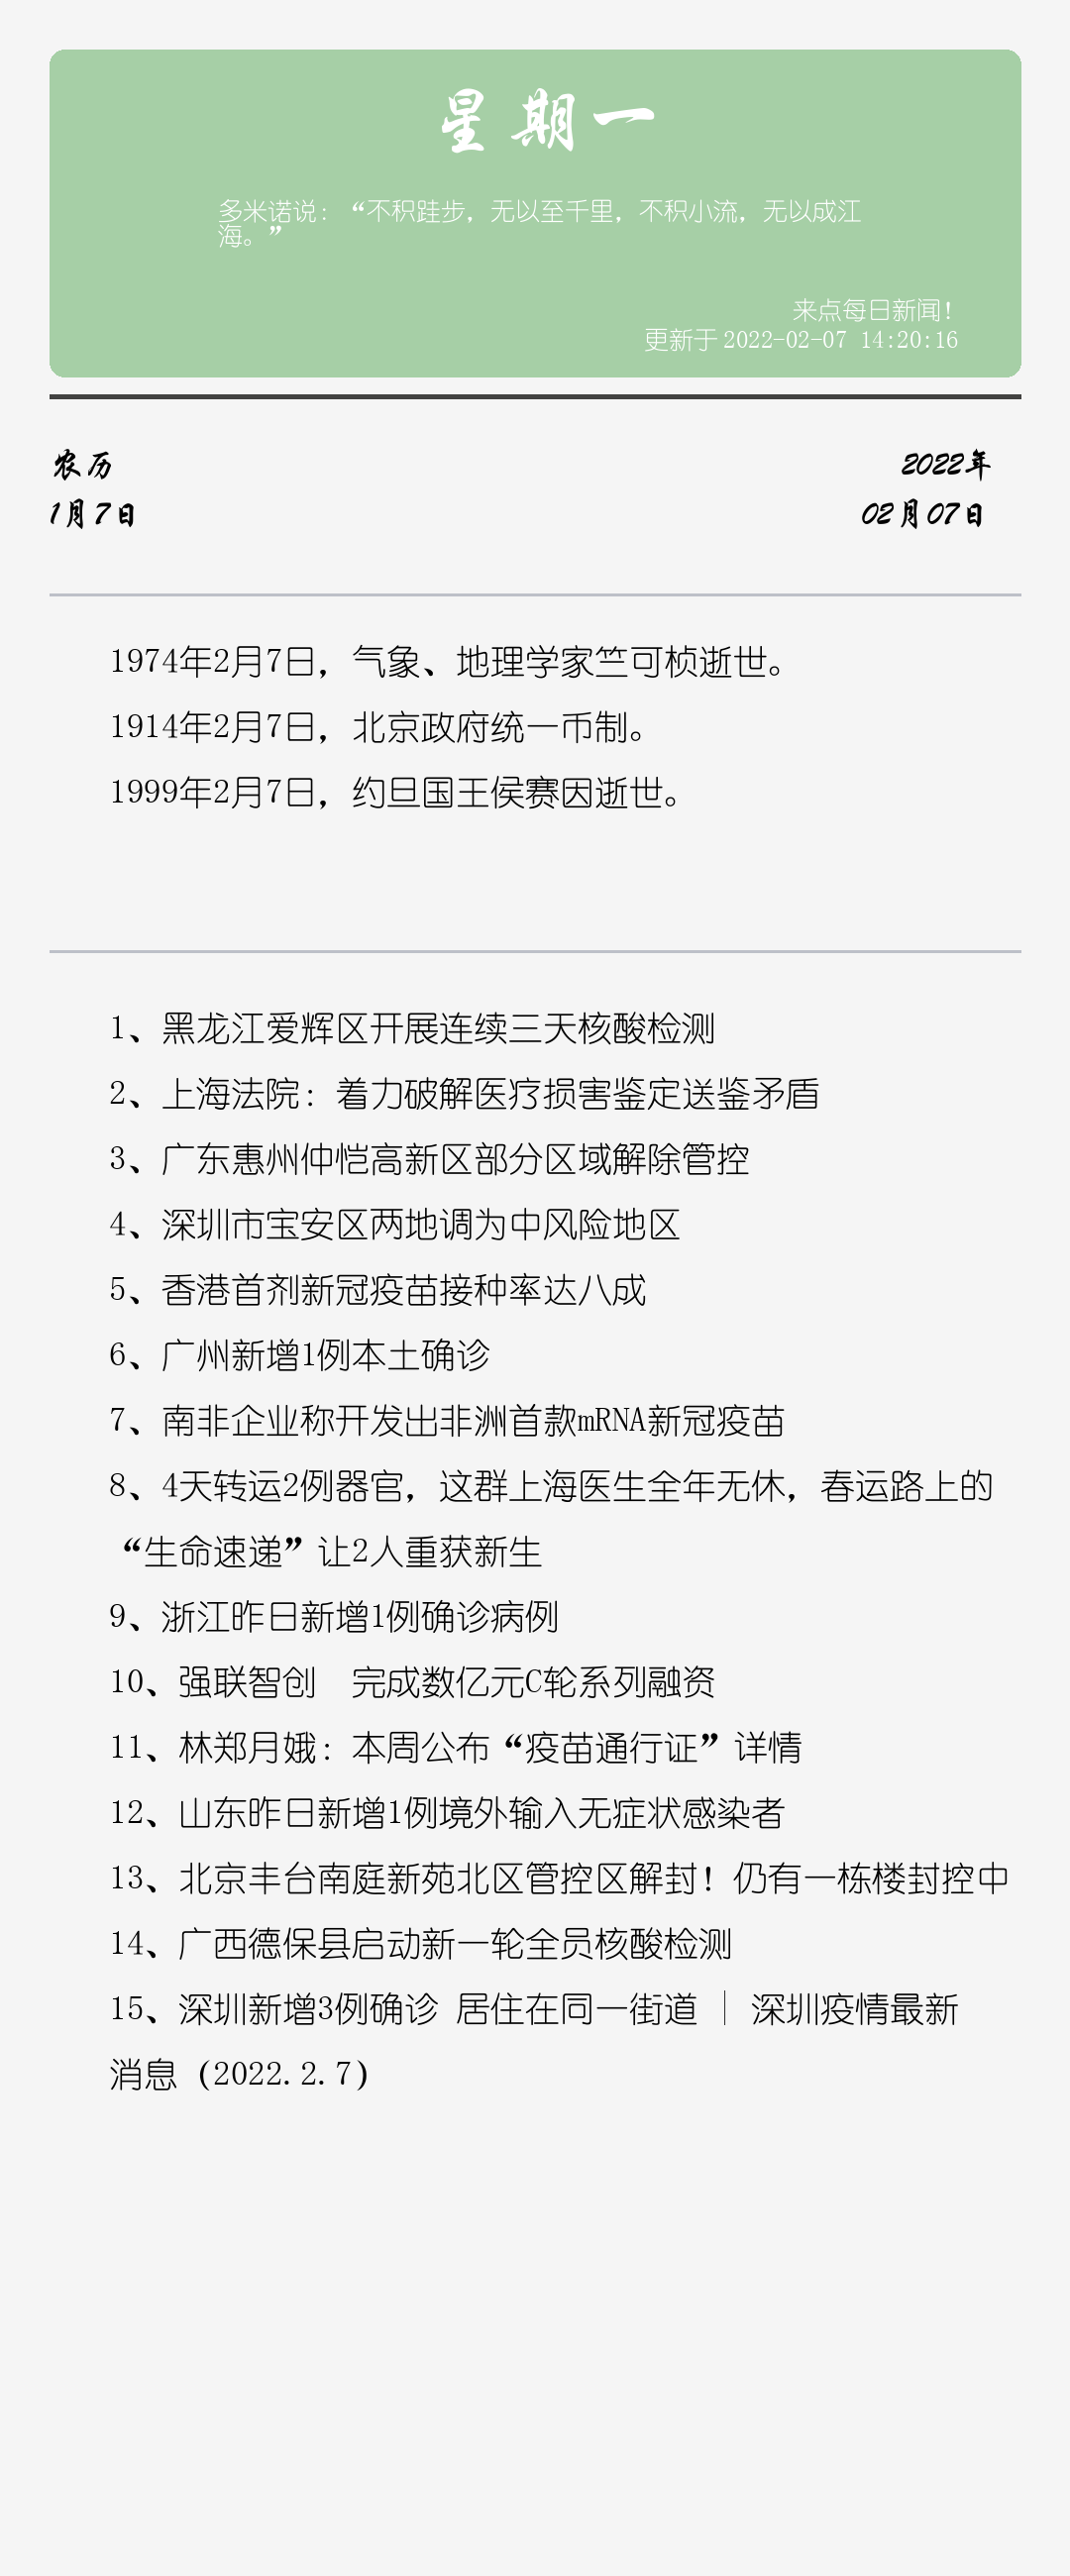 星期一
多米诺说：“不积跬步，无以至千里，不积小流，无以成江
海。”
来点每日新闻！
更新于2022-02-07 14:20:16
农历
2022年
1月7日
02月07日
1974年2月7日，气象、地理学家竺可桢逝世。
1914年2月7日，北京政府统一币制。
1999年2月7日，约旦国王侯赛因逝世。
1、黑龙江爱辉区开展连续三天核酸检测
2、上海法院：着力破解医疗损害鉴定送鉴矛盾
3、广东惠州仲恺高新区部分区域解除管控
4、深圳市宝安区两地调为中风险地区
5、香港首剂新冠疫苗接种率达八成
6、广州新增1例本土确诊
7、南非企业称开发出非洲首款mRNA新冠疫苗
8、4天转运2例器官，这群上海医生全年无休，春运路上的
“生命速递”让2人重获新生
9、浙江昨日新增1例确诊病例
10、强联智创　完成数亿元C轮系列融资
11、林郑月娥：本周公布“疫苗通行证”详情
12、山东昨日新增1例境外输入无症状感染者
13、北京丰台南庭新苑北区管控区解封！仍有一栋楼封控中
14、广西德保县启动新一轮全员核酸检测
15、深圳新增3例确诊 居住在同一街道｜深圳疫情最新
消息（2022.2.7）